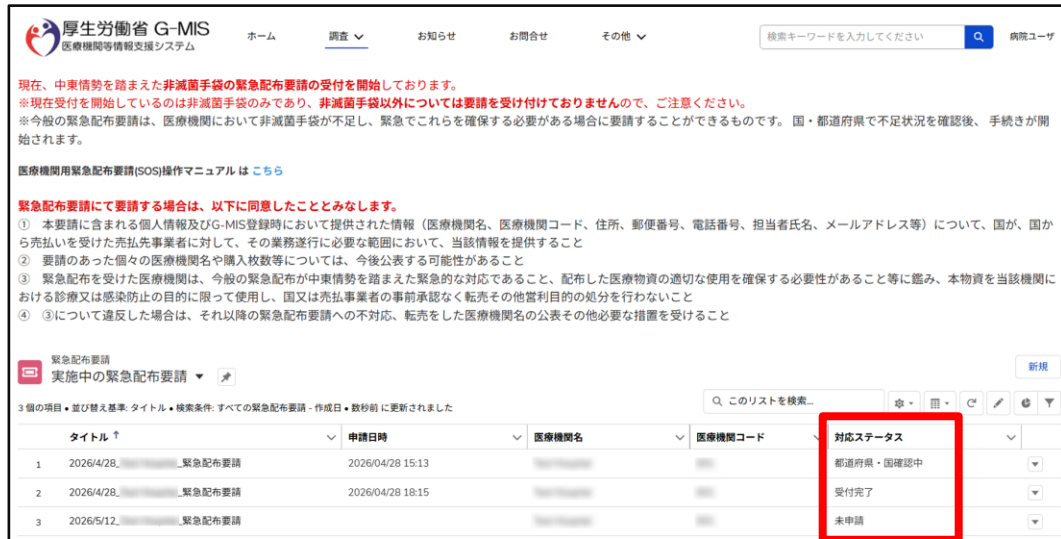 厚生労働省 G-MIS
医療機関等情報支援システム
ホーム
調査
お知らせ
お問合せ
その他
検索キーワードを入力してください
病院ユーザ
現在、中東情勢を踏まえた非滅菌手袋の緊急配布要請の受付を開始しております。
※現在受付を開始しているのは非滅菌手袋のみであり、非滅菌手袋以外については要請を受け付けておりませんので、ご注意ください。
※今般の緊急配布要請は、医療機関において非滅菌手袋が不足し、緊急でこれらを確保する必要がある場合に要請することができるものです。 国・都道府県で不足状況を確認後、 手続きが開
始されます。
医療機関用緊急配布要請(SOS)操作マニュアル は こちら
緊急配布要請にて要請する場合は、以下に同意したこととみなします。
① 本要請に含まれる個人情報及びG-MIS登録時において提供された情報（医療機関名、医療機関コード、住所、郵便番号、電話番号、担当者氏名、メールアドレス等）について、国が、国か
ら売払いを受けた売払先事業者に対して、その業務遂行に必要な範囲において、当該情報を提供すること
② 要請のあった個々の医療機関名や購入枚数等については、今後公表する可能性があること
③ 緊急配布を受けた医療機関は、今般の緊急配布が中東情勢を踏まえた緊急的な対応であること、配布した医療物資の適切な使用を確保する必要性があること等に鑑み、本物資を当該機関に
おける診療又は感染防止の目的に限って使用し、国又は売払事業者の事前承認なく転売その他営利目的の処分を行わないこと
④ ③について違反した場合は、それ以降の緊急配布要請への不対応、転売をした医療機関名の公表その他必要な措置を受けること
緊急配布要請
実施中の緊急配布要請
新規
3 個の項目 • 並び替え基準: タイトル • 検索条件: すべての緊急配布要請 - 作成日 • 数秒前 に更新されました
このリストを検索...
タイトル ↑ 申請日時 医療機関名 医療機関コード 対応ステータス
1 2026/4/28_ _緊急配布要請 2026/04/28 15:13 都道府県・国確認中
2 2026/4/28_ _緊急配布要請 2026/04/28 18:15 受付完了
3 2026/5/12_ _緊急配布要請 未申請